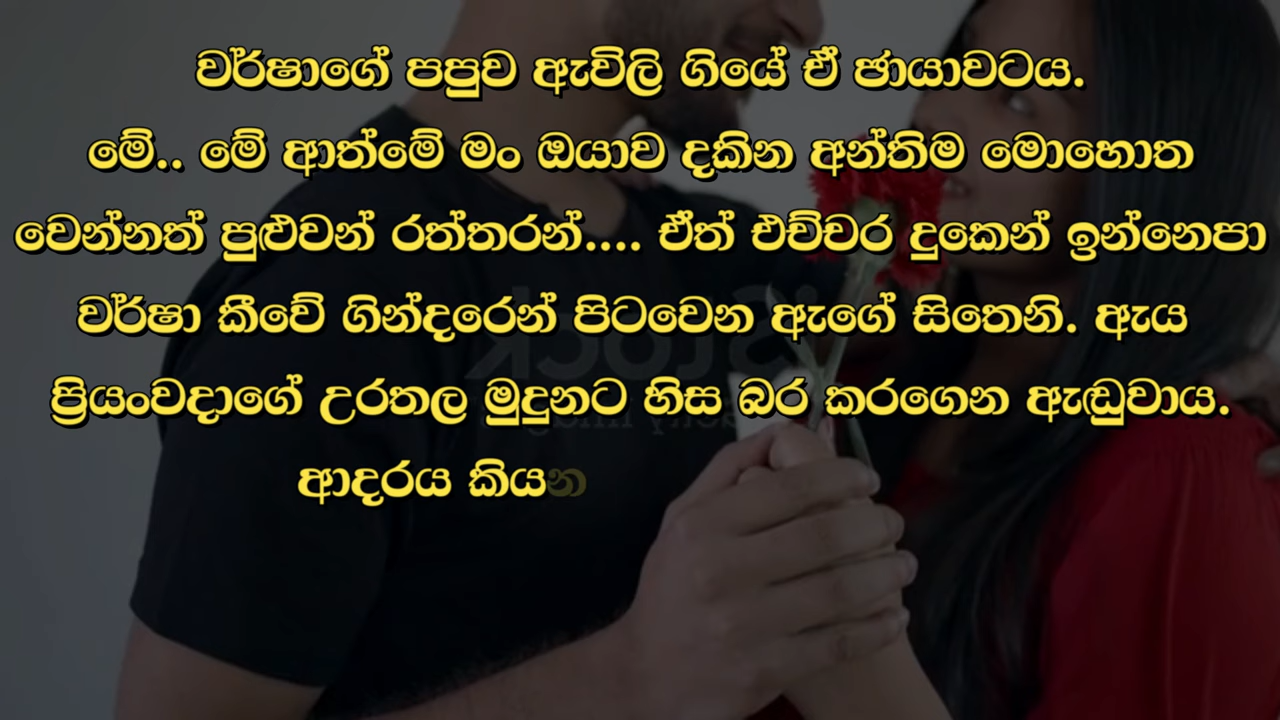 වර්ෂාගේ පපුව ඇවිලි ගියේ ඒ ඡායාවටය.
මේ.. මේ ආත්මේ මං ඔයාව දකින අන්තිම මොහොත
වෙන්නත් පුළුවන් රත්තරන්.... ඒත් එච්චර දුකෙන් ඉන්නෙපා
වර්ෂා කීවේ ගින්දරෙන් පිටවෙන ඇගේ සිතෙනි. ඇය
ප්‍රියංවදාගේ උරතල මුදුනට හිස බර කරගෙන ඇඬුවාය.
ආදරය කියන